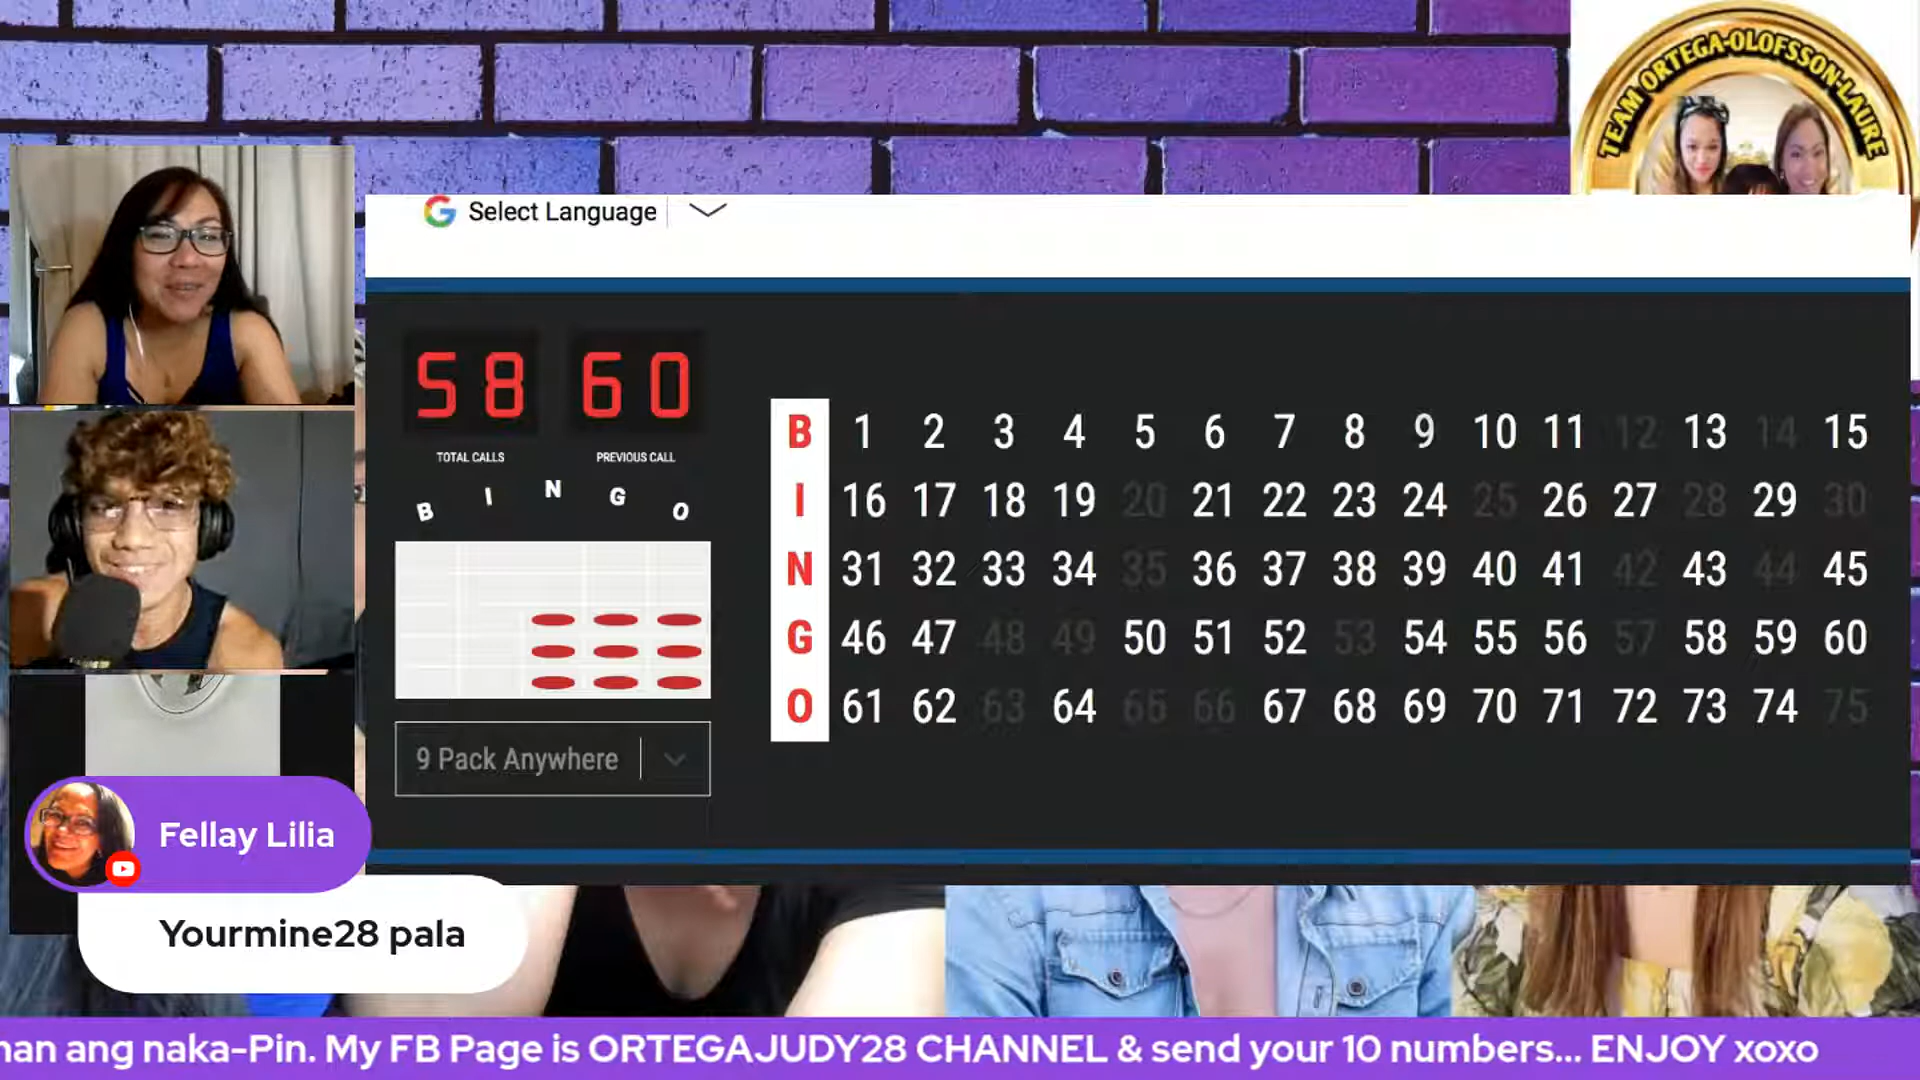 TEAM ORTEGA-OLOFSSON-LAURE
Select Language
58 60
TOTAL CALLS PREVIOUS CALL
B I N G O
9 Pack Anywhere
B 1 2 3 4 5 6 7 8 9 10 11 12 13 14 15
I 16 17 18 19 20 21 22 23 24 25 26 27 28 29 30
N 31 32 33 34 35 36 37 38 39 40 41 42 43 44 45
G 46 47 48 49 50 51 52 53 54 55 56 57 58 59 60
O 61 62 63 64 65 66 67 68 69 70 71 72 73 74 75
Fellay Lilia
Yourmine28 pala
ang naka-Pin. My FB Page is ORTEGAJUDY28 CHANNEL & send your 10 numbers... ENJOY xoxo